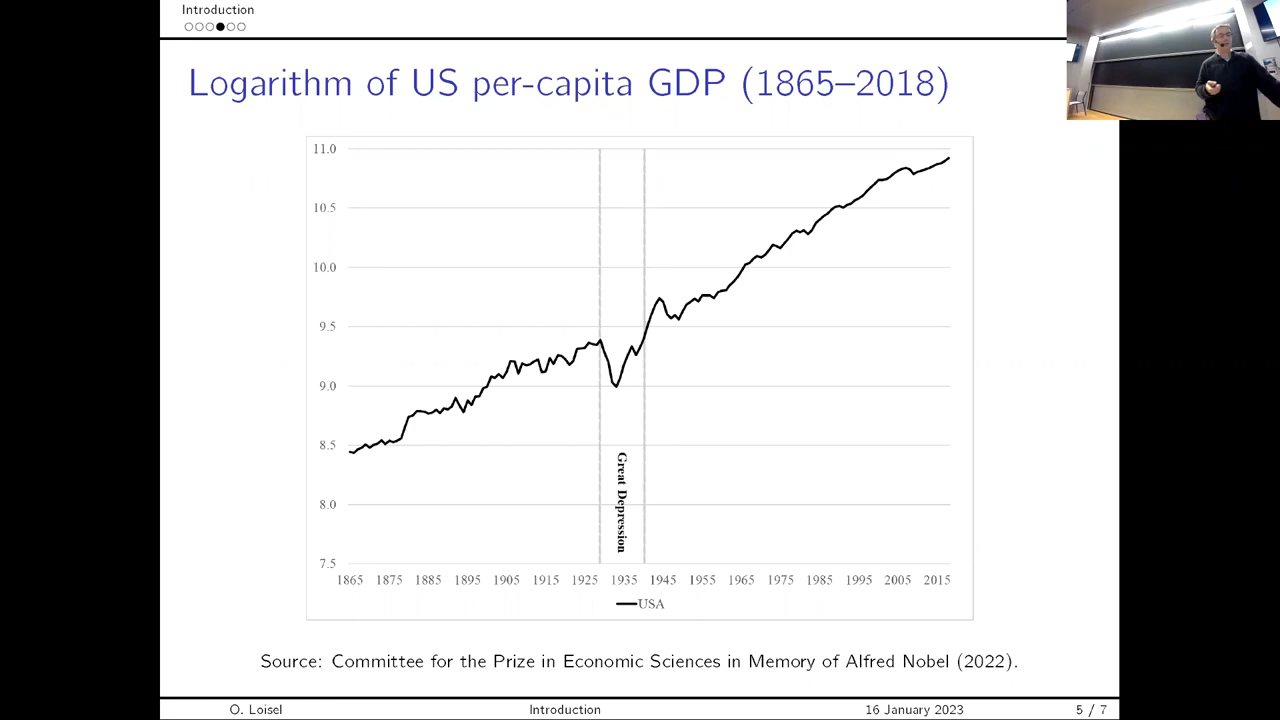 Introduction
Logarithm of US per-capita GDP (1865–2018)
11.0
10.5
10.0
9.5
9.0
8.5
8.0
7.5
Great Depression
1865 1875 1885 1895 1905 1915 1925 1935 1945 1955 1965 1975 1985 1995 2005 2015
USA
Source: Committee for the Prize in Economic Sciences in Memory of Alfred Nobel (2022).
O. Loisel Introduction 16 January 2023 5 / 7